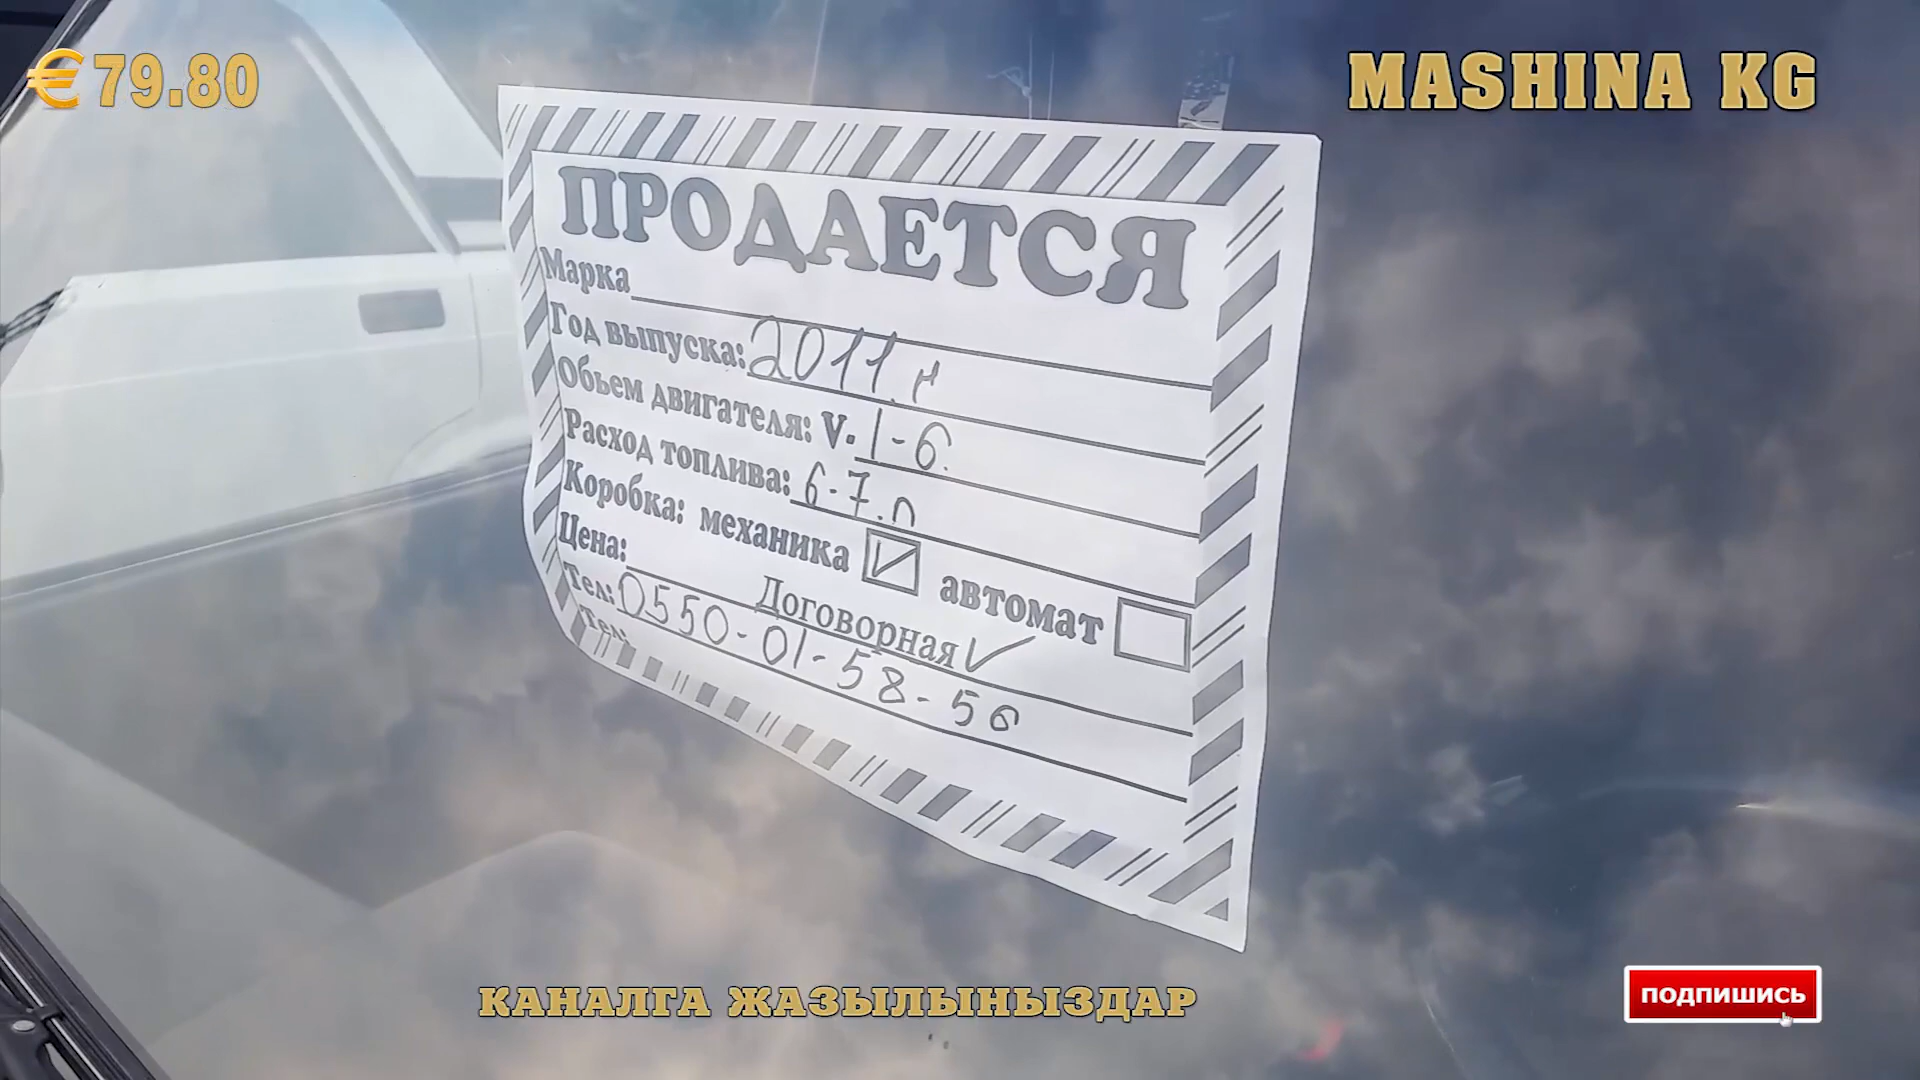 € 79.80
MASHINA KG
ПРОДАЕТСЯ
Марка
Год выпуска: 2011 г
Обьем двигателя: V. 1-6.
Расход топлива: 6-7.л
Коробка: механика автомат
Цена:
Договорная
Тел: 0550-01-58-56
Тел:
КАНАЛГА ЖАЗЫЛЫНЫЗДАР
ПОДПИШИСЬ